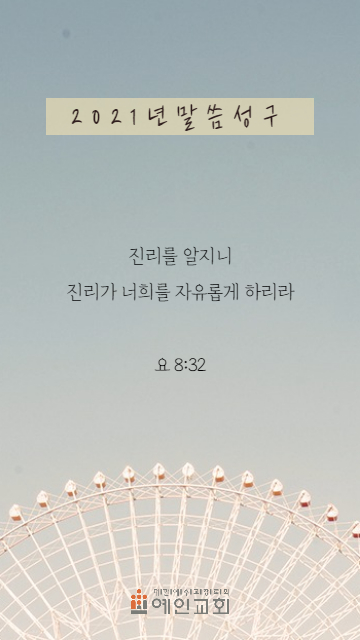 2021년말씀성구
진리를 알지니
진리가 너희를 자유롭게 하리라
요 8:32
예인교회